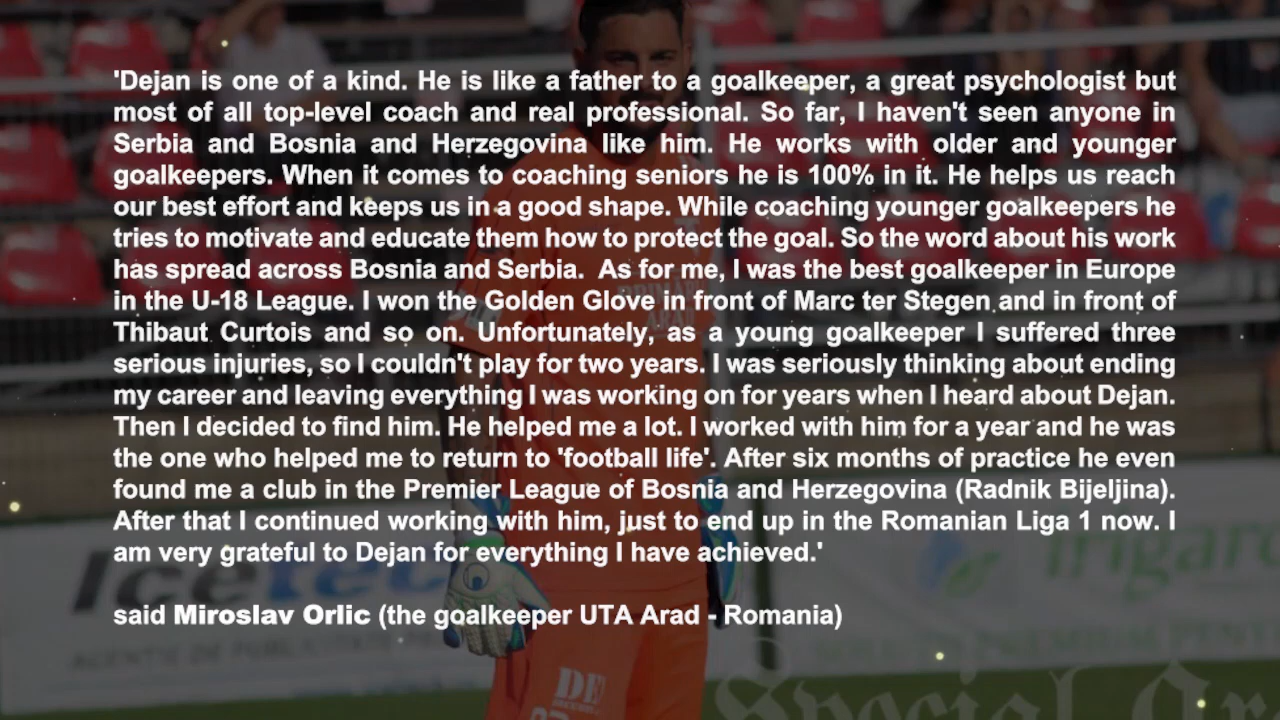 'Dejan is one of a kind. He is like a father to a goalkeeper, a great psychologist but
most of all top-level coach and real professional. So far, I haven't seen anyone in
Serbia and Bosnia and Herzegovina like him. He works with older and younger
goalkeepers. When it comes to coaching seniors he is 100% in it. He helps us reach
our best effort and keeps us in a good shape. While coaching younger goalkeepers he
tries to motivate and educate them how to protect the goal. So the word about his work
has spread across Bosnia and Serbia.  As for me, I was the best goalkeeper in Europe
in the U-18 League. I won the Golden Glove in front of Marc ter Stegen and in front of
Thibaut Curtois and so on. Unfortunately, as a young goalkeeper I suffered three
serious injuries, so I couldn't play for two years. I was seriously thinking about ending
my career and leaving everything I was working on for years when I heard about Dejan.
Then I decided to find him. He helped me a lot. I worked with him for a year and he was
the one who helped me to return to 'football life'. After six months of practice he even
found me a club in the Premier League of Bosnia and Herzegovina (Radnik Bijeljina).
After that I continued working with him, just to end up in the Romanian Liga 1 now. I
am very grateful to Dejan for everything I have achieved.'
said Miroslav Orlic (the goalkeeper UTA Arad - Romania)
Icetec
AGENTIE DE PUBLICITATE
Special Ar